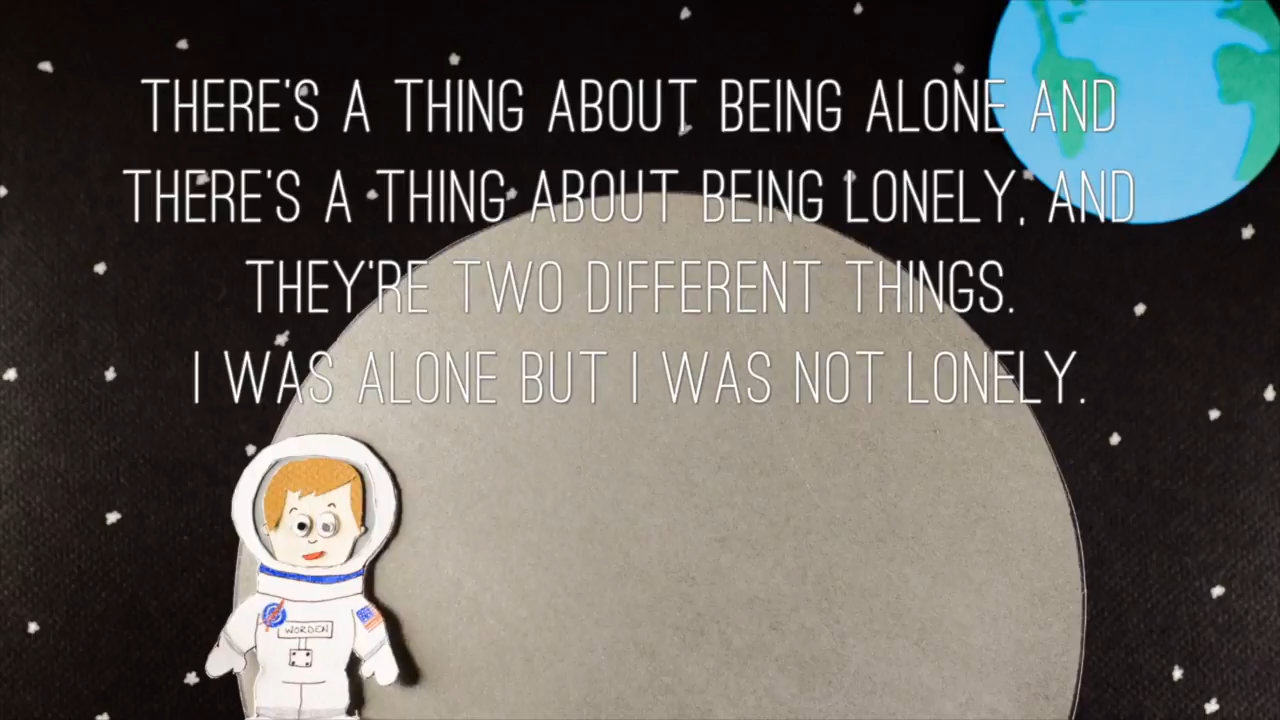 THERE'S A THING ABOUT BEING ALONE AND
THERE'S A THING ABOUT BEING LONELY, AND
THEY'RE TWO DIFFERENT THINGS.
I WAS ALONE BUT I WAS NOT LONELY.
WORDEN